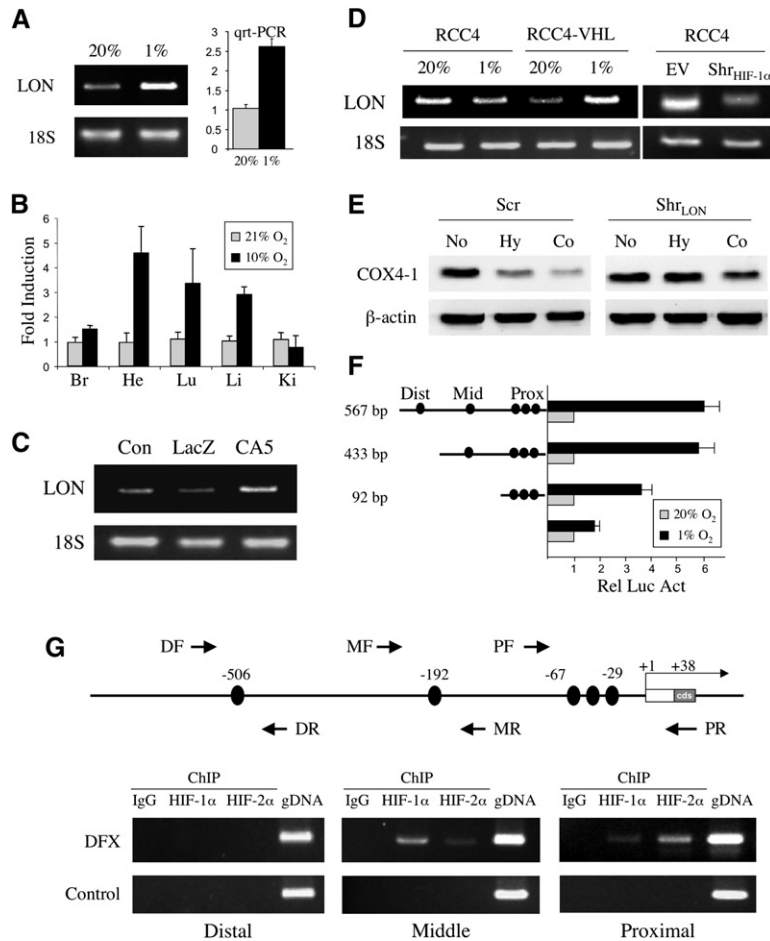 A
20% 1%
LON
18S
qrt-PCR
3
2.5
2
1.5
1
0.5
0
20% 1%
B
Fold Induction
6
5
4
3
2
1
0
21% O2
10% O2
Br He Lu Li Ki
C
Con LacZ CA5
LON
18S
D
RCC4 RCC4-VHL RCC4
20% 1% 20% 1% EV ShrHIF-1α
LON
18S
E
Scr ShrLON
No Hy Co No Hy Co
COX4-1
β-actin
F
Dist Mid Prox
567 bp
433 bp
92 bp
20% O2
1% O2
1 2 3 4 5 6
Rel Luc Act
G
DF MF PF
-506 -192 -67 -29 +1 +38
cds
DR MR PR
ChIP ChIP ChIP
IgG HIF-1α HIF-2α gDNA IgG HIF-1α HIF-2α gDNA IgG HIF-1α HIF-2α gDNA
DFX
Control
Distal Middle Proximal